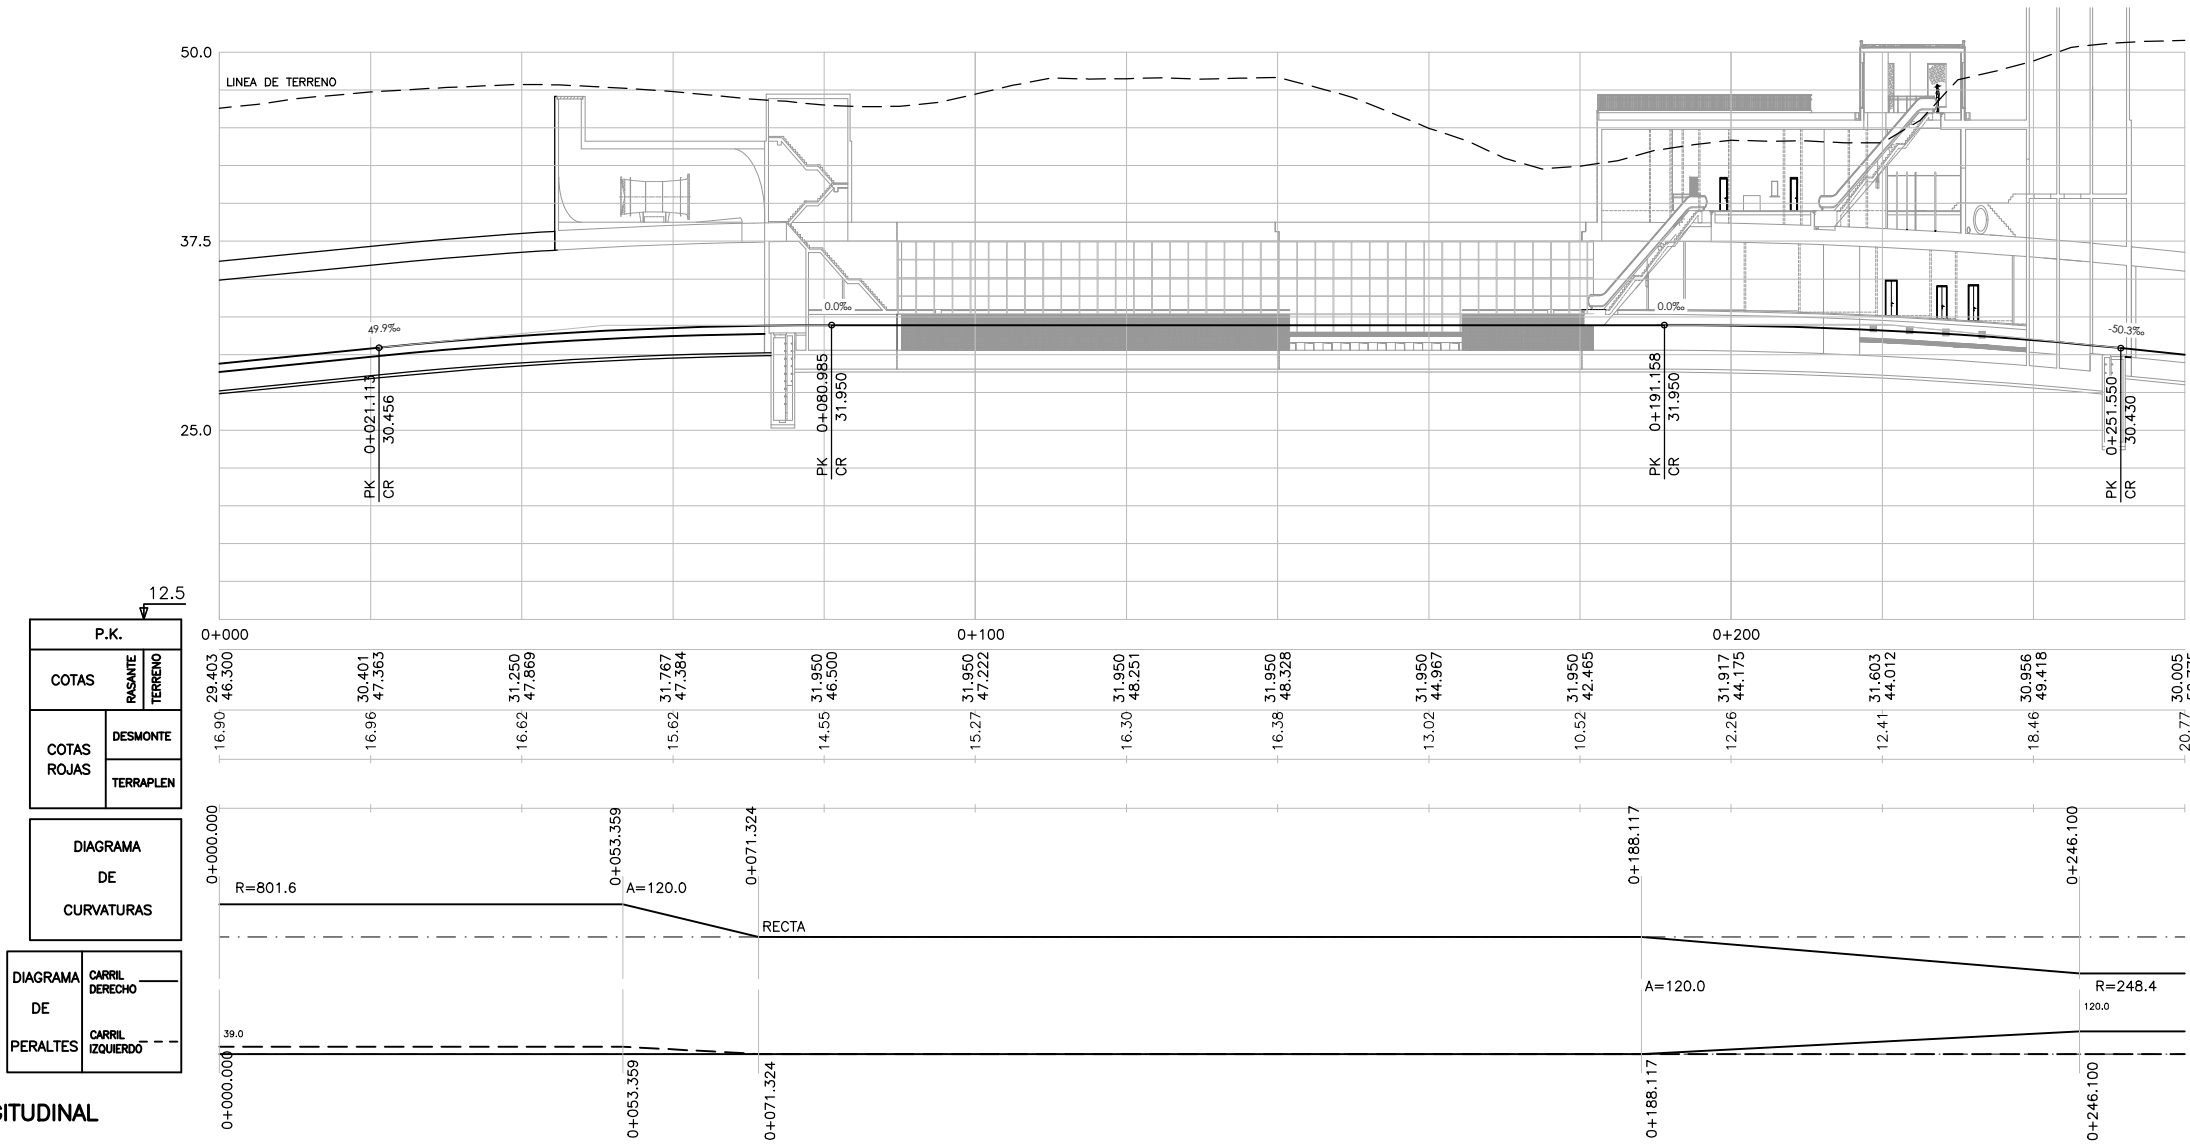 50.0
LINEA DE TERRENO
37.5
25.0
49.9‰
0.0‰
0.0‰
-50.3‰
PK 0+021.113
CR 30.456
PK 0+080.985
CR 31.950
PK 0+191.158
CR 31.950
PK 0+251.550
CR 30.430
12.5
P.K.
0+000
0+100
0+200
COTAS
RASANTE
TERRENO
29.403
46.300
30.401
47.363
31.250
47.869
31.767
47.384
31.950
46.500
31.950
47.222
31.950
48.251
31.950
48.328
31.950
44.967
31.950
42.465
31.917
44.175
31.603
44.012
30.956
49.418
30.005
COTAS
ROJAS
DESMONTE
TERRAPLEN
16.90
16.96
16.62
15.62
14.55
15.27
16.30
16.38
13.02
10.52
12.26
12.41
18.46
20.77
DIAGRAMA
DE
CURVATURAS
0+000.000
0+053.359
0+071.324
0+188.117
0+246.100
R=801.6
A=120.0
RECTA
A=120.0
R=248.4
DIAGRAMA
DE
PERALTES
CARRIL
DERECHO
CARRIL
IZQUIERDO
39.0
120.0
0+000.000
0+053.359
0+071.324
0+188.117
0+246.100
GITUDINAL